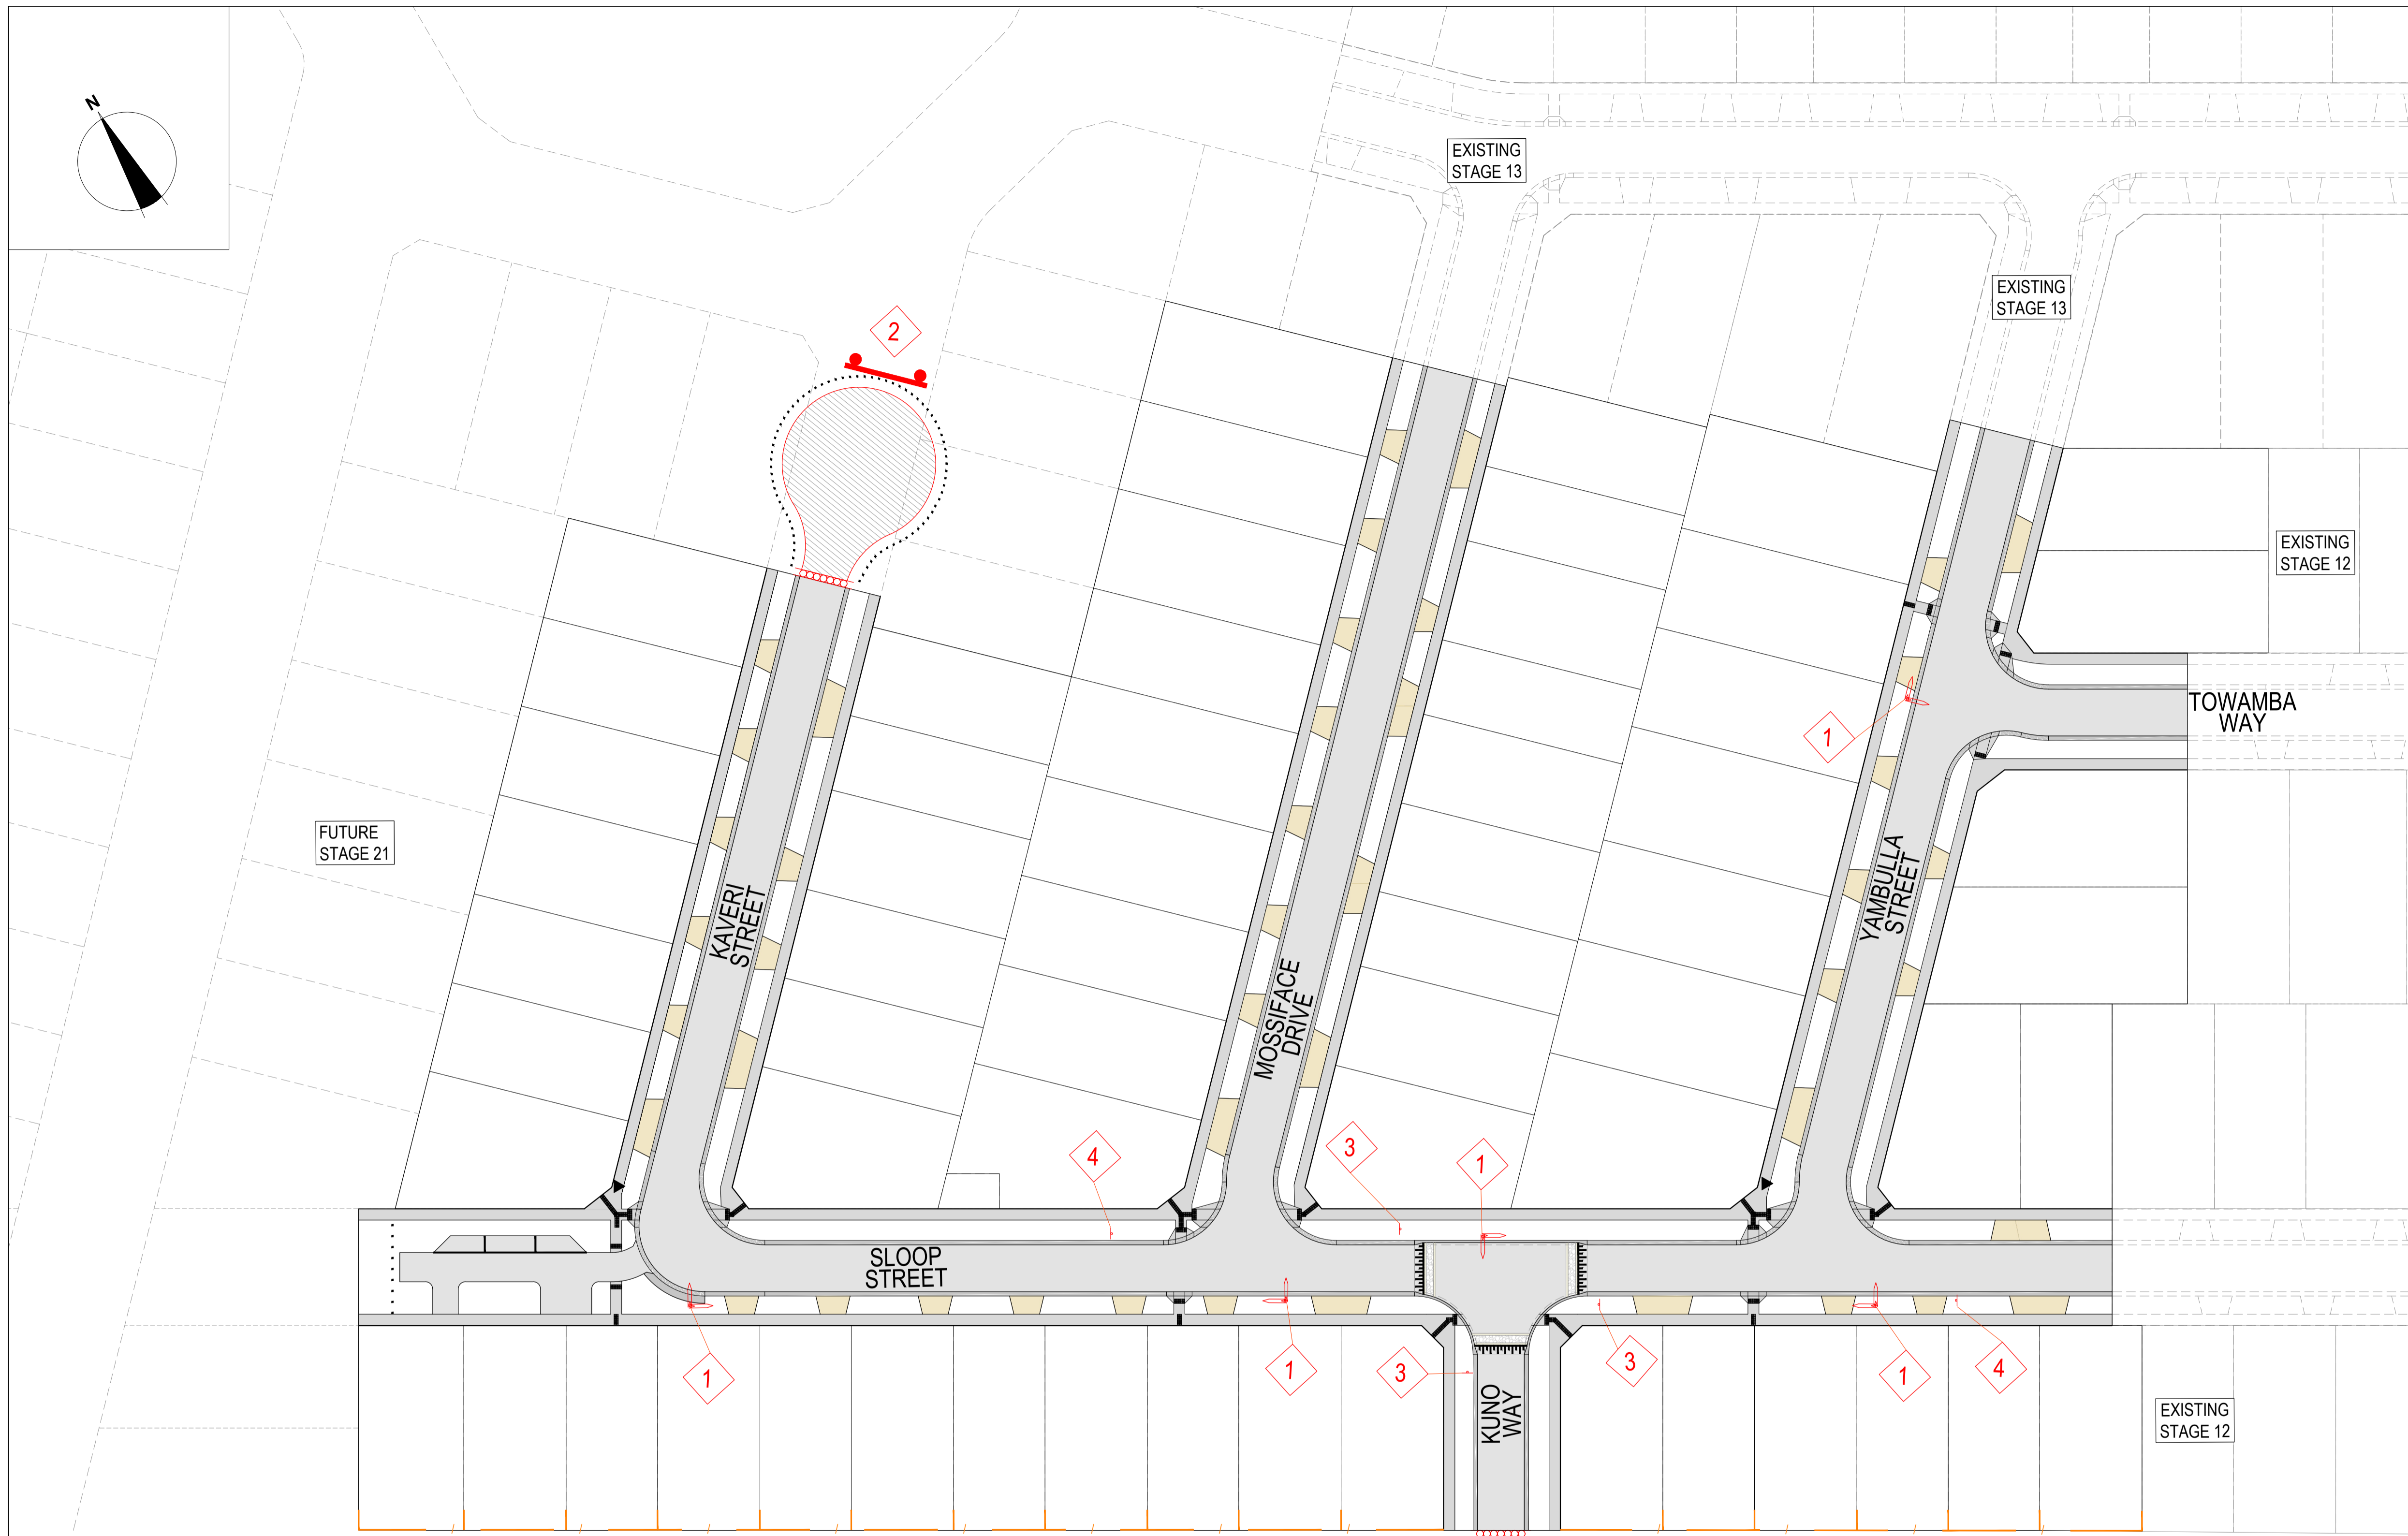 N
EXISTING
STAGE 13
EXISTING
STAGE 13
2
EXISTING
STAGE 12
TOWAMBA
WAY
1
FUTURE
STAGE 21
KAVERI
STREET
MOSSIFACE
DRIVE
YAMBULLA
STREET
4
3
1
SLOOP
STREET
1
1
3
3
1
4
KUNO
WAY
EXISTING
STAGE 12